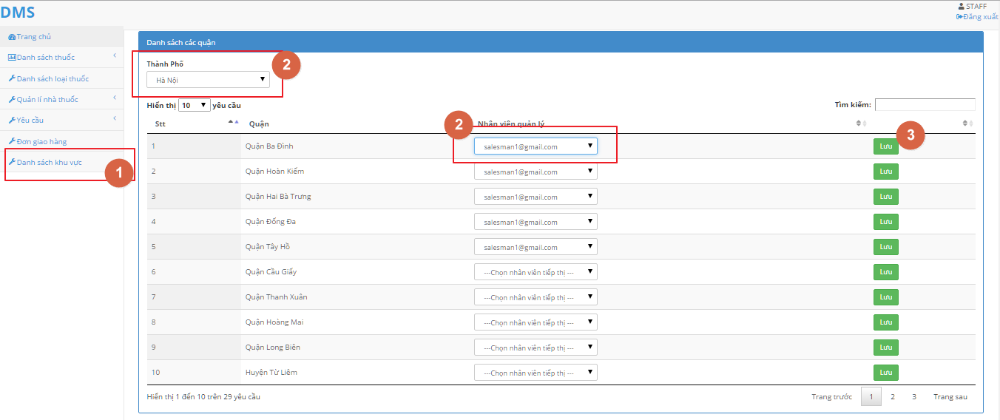 DMS
STAFF
Đăng xuất
Trang chủ
Danh sách thuốc
Danh sách loại thuốc
Quản lí nhà thuốc
Yêu cầu
Đơn giao hàng
Danh sách khu vực
1
Danh sách các quận
Thành Phố
2
Hà Nội
Hiển thị 10 yêu cầu
Tìm kiếm:
Stt Quận Nhân viên quản lý
2
3
1 Quận Ba Đình salesman1@gmail.com Lưu
2 Quận Hoàn Kiếm salesman1@gmail.com Lưu
3 Quận Hai Bà Trưng salesman1@gmail.com Lưu
4 Quận Đống Đa salesman1@gmail.com Lưu
5 Quận Tây Hồ salesman1@gmail.com Lưu
6 Quận Cầu Giấy ---Chọn nhân viên tiếp thị --- Lưu
7 Quận Thanh Xuân ---Chọn nhân viên tiếp thị --- Lưu
8 Quận Hoàng Mai ---Chọn nhân viên tiếp thị --- Lưu
9 Quận Long Biên ---Chọn nhân viên tiếp thị --- Lưu
10 Huyện Từ Liêm ---Chọn nhân viên tiếp thị --- Lưu
Hiển thị 1 đến 10 trên 29 yêu cầu
Trang trước 1 2 3 Trang sau